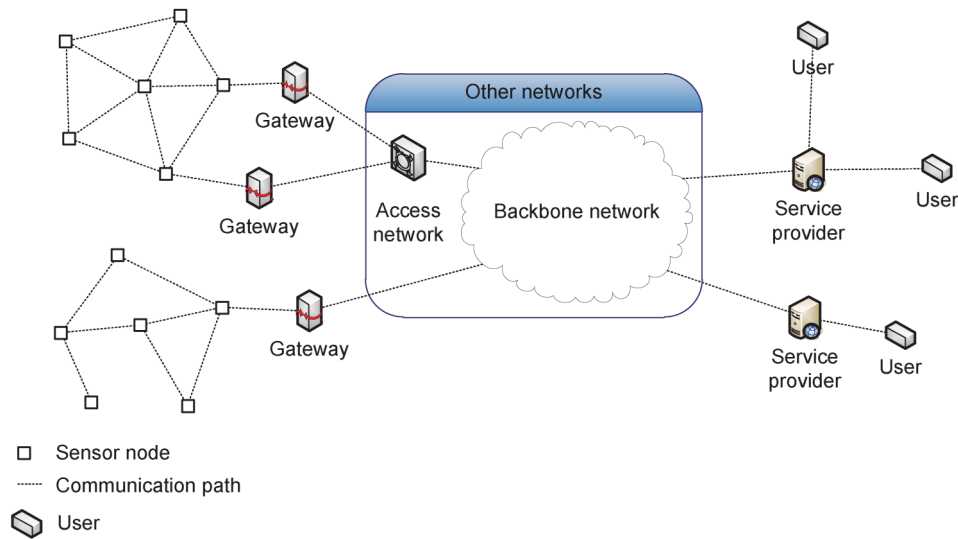 User
Other networks
Gateway
Access
network
Backbone network
Gateway
Service
provider
User
Gateway
Service
provider
User
Sensor node
Communication path
User